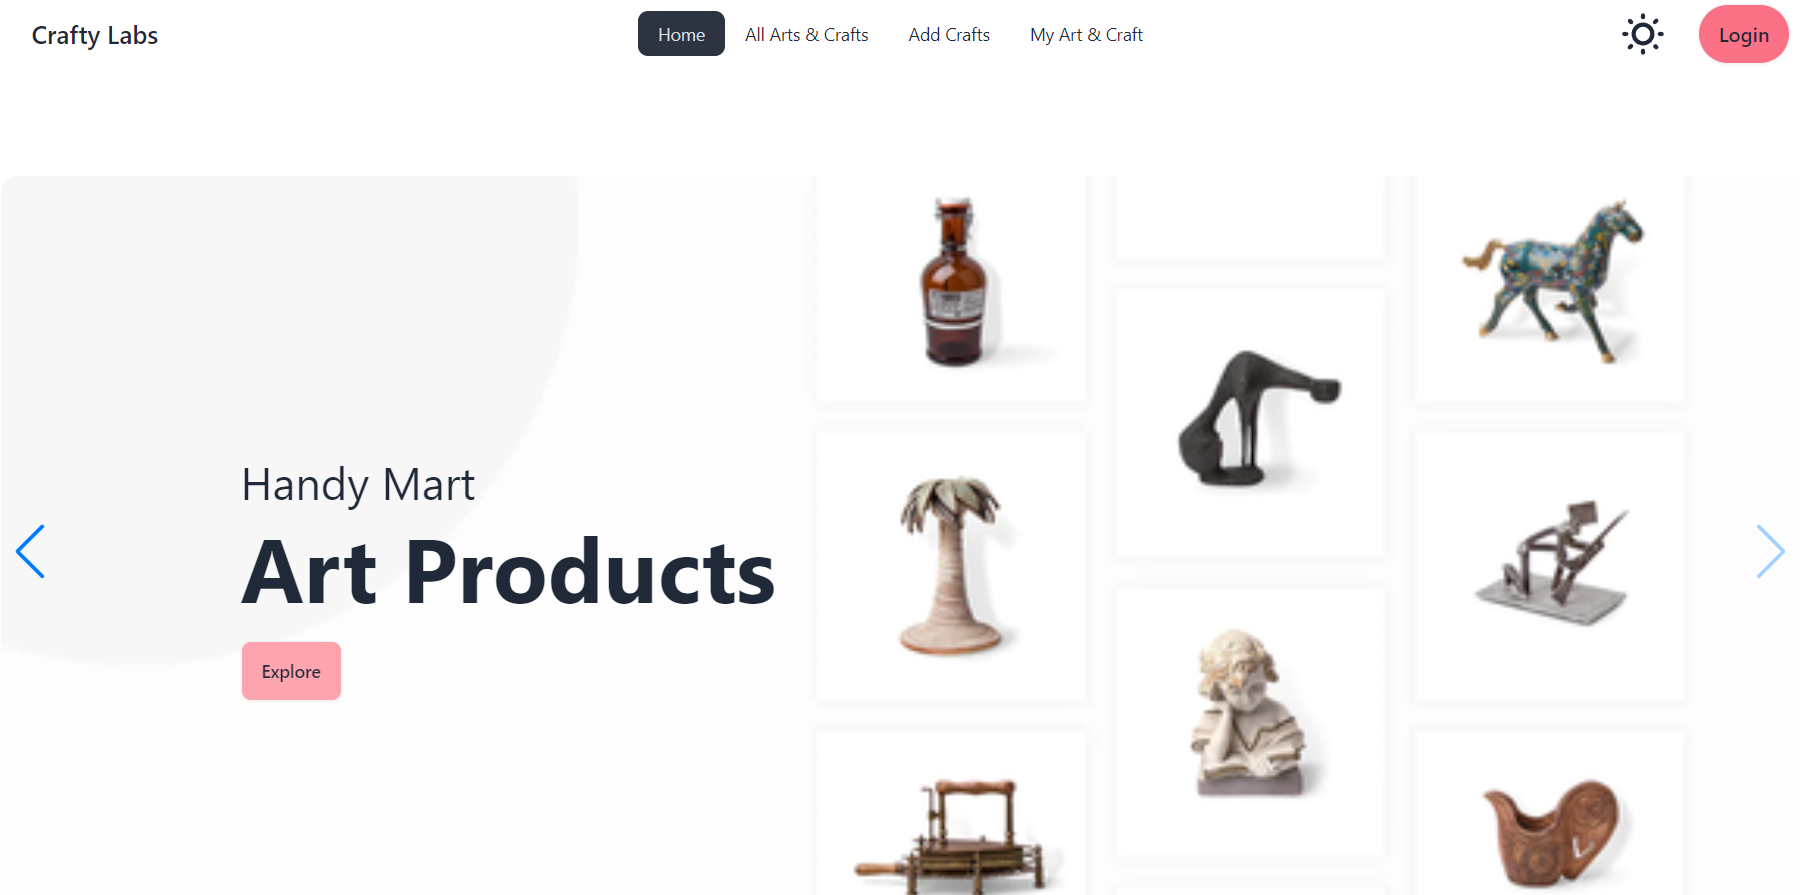 Crafty Labs
Home
All Arts & Crafts
Add Crafts
My Art & Craft
Login
Handy Mart
Art Products
Explore